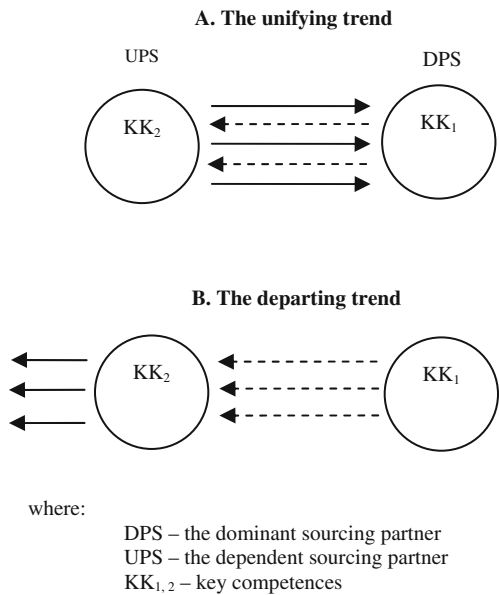 A. The unifying trend
UPS DPS
KK₂ KK₁
B. The departing trend
KK₂ KK₁
where:
DPS – the dominant sourcing partner
UPS – the dependent sourcing partner
KK₁, ₂ – key competences